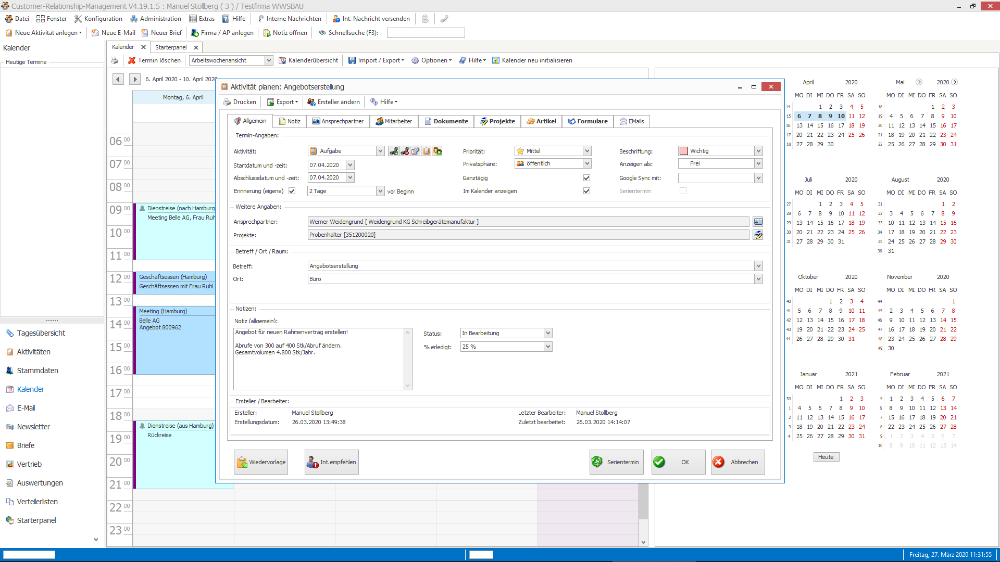 Customer-Relationship-Management V4.19.1.5 : Manuel Stollberg ( 3 ) / Testfirma WWSBAU
Datei Fenster Konfiguration Administration Extras Hilfe Interne Nachrichten Int. Nachricht versenden
Neue Aktivität anlegen Neue E-Mail Neuer Brief Firma / AP anlegen Notiz öffnen Schnellsuche (F3):
Kalender
Heutige Termine
Kalender Starterpanel
Termin löschen Arbeitswochenansicht Kalenderübersicht Import / Export Optionen Hilfe Kalender neu initialisieren
6. April 2020 - 10. April 2020
Montag, 6. April
06 00
07 00
08 00
09 00
10 00
11 00
12 00
13 00
14 00
15 00
16 00
17 00
18 00
19 00
20 00
21 00
22 00
23 00
Dienstreise (nach Hamburg
Meeting Belle AG, Frau Ruh
Geschäftsessen (Hamburg)
Geschäftsessen mit Frau Ruhl
Meeting (Hamburg)
Belle AG
Angebot 800962
Dienstreise (aus Hamburg)
Rückreise
Tagesübersicht
Aktivitäten
Stammdaten
Kalender
E-Mail
Newsletter
Briefe
Vertrieb
Auswertungen
Verteilerlisten
Starterpanel
Aktivität planen: Angebotserstellung
Drucken Export Ersteller ändern Hilfe
Allgemein Notiz Ansprechpartner Mitarbeiter Dokumente Projekte Artikel Formulare EMails
Termin-Angaben:
Aktivität: Aufgabe Priorität: Mittel Beschriftung: Wichtig
Startdatum und -zeit: 07.04.2020 Privatsphäre: öffentlich Anzeigen als: Frei
Abschlussdatum und -zeit: 07.04.2020 Ganztägig Google Sync mit:
Erinnerung (eigene) 2 Tage vor Beginn Im Kalender anzeigen Serientermin
Weitere Angaben:
Ansprechpartner: Werner Weidengrund [ Weidengrund KG Schreibgerätemanufaktur ]
Projekte: Probenhalter [351200020]
Betreff / Ort / Raum:
Betreff: Angebotserstellung
Ort: Büro
Notizen:
Notiz (allgemein):
Angebot für neuen Rahmenvertrag erstellen!
Abrufe von 300 auf 400 Stk/Abruf ändern.
Gesamtvolumen 4.800 Stk/Jahr.
Status: In Bearbeitung
% erledigt: 25 %
Ersteller / Bearbeiter:
Ersteller: Manuel Stollberg Letzter Bearbeiter: Manuel Stollberg
Erstellungsdatum: 26.03.2020 13:49:38 Zuletzt bearbeitet: 26.03.2020 14:14:07
Wiedervorlage Int.empfehlen Serientermin OK Abbrechen
April 2020
MO DI MI DO FR SA SO
14 1 2 3 4 5
15 6 7 8 9 10 11 12
16 13 14 15 16 17 18 19
17 20 21 22 23 24 25 26
18 27 28 29 30
Mai 2020
MO DI MI DO FR SA SO
18 1 2 3
19 4 5 6 7 8 9 10
20 11 12 13 14 15 16 17
21 18 19 20 21 22 23 24
22 25 26 27 28 29 30 31
Juli 2020
MO DI MI DO FR SA SO
27 1 2 3 4 5
28 6 7 8 9 10 11 12
29 13 14 15 16 17 18 19
30 20 21 22 23 24 25 26
31 27 28 29 30 31
August 2020
MO DI MI DO FR SA SO
31 1 2
32 3 4 5 6 7 8 9
33 10 11 12 13 14 15 16
34 17 18 19 20 21 22 23
35 24 25 26 27 28 29 30
36 31
Oktober 2020
MO DI MI DO FR SA SO
40 1 2 3 4
41 5 6 7 8 9 10 11
42 12 13 14 15 16 17 18
43 19 20 21 22 23 24 25
44 26 27 28 29 30 31
November 2020
MO DI MI DO FR SA SO
44 1
45 2 3 4 5 6 7 8
46 9 10 11 12 13 14 15
47 16 17 18 19 20 21 22
48 23 24 25 26 27 28 29
49 30
Januar 2021
MO DI MI DO FR SA SO
53 1 2 3
1 4 5 6 7 8 9 10
2 11 12 13 14 15 16 17
3 18 19 20 21 22 23 24
4 25 26 27 28 29 30 31
Februar 2021
MO DI MI DO FR SA SO
5 1 2 3 4 5 6 7
6 8 9 10 11 12 13 14
7 15 16 17 18 19 20 21
8 22 23 24 25 26 27 28
9 1 2 3 4 5 6 7
10 8 9 10 11 12 13 14
Heute
Freitag, 27. März 2020 11:31:55